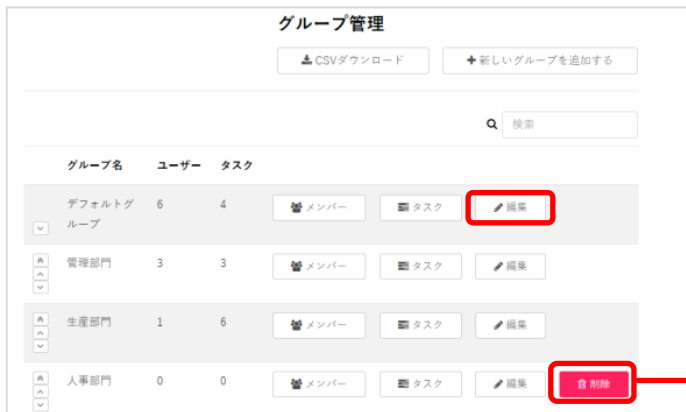 グループ管理
CSVダウンロード
新しいグループを追加する
検索
グループ名 ユーザー タスク
デフォルトグ 6 4 メンバー タスク 編集
ループ
管理部門 3 3 メンバー タスク 編集
生産部門 1 6 メンバー タスク 編集
人事部門 0 0 メンバー タスク 編集 削除